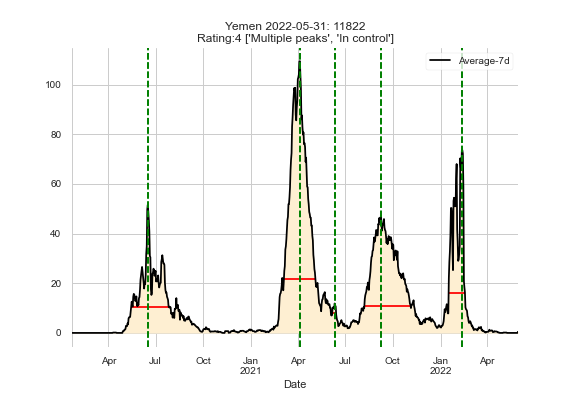 Yemen 2022-05-31: 11822
Rating:4 ['Multiple peaks', 'In control']
Average-7d
100
80
60
40
20
0
Apr Jul Oct Jan Apr Jul Oct Jan Apr
2021 2022
Date